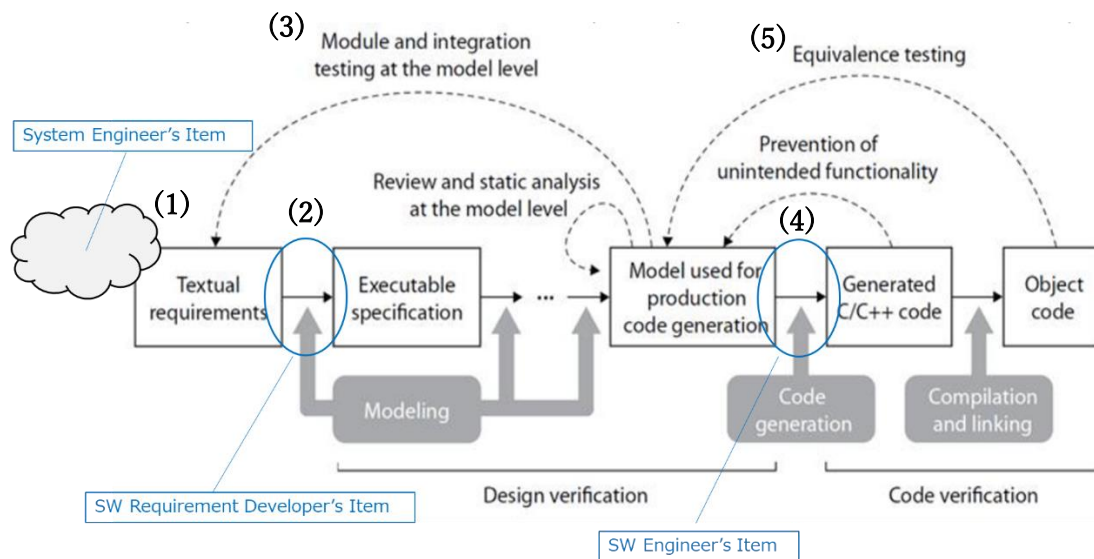 (3)
Module and integration
testing at the model level
(5)
Equivalence testing
System Engineer's Item
Prevention of
unintended functionality
Review and static analysis
at the model level
(1)
(2)
(4)
Textual
requirements
Executable
specification
...
Model used for
production
code generation
Generated
C/C++ code
Object
code
Modeling
Code
generation
Compilation
and linking
Design verification
Code verification
SW Requirement Developer's Item
SW Engineer's Item